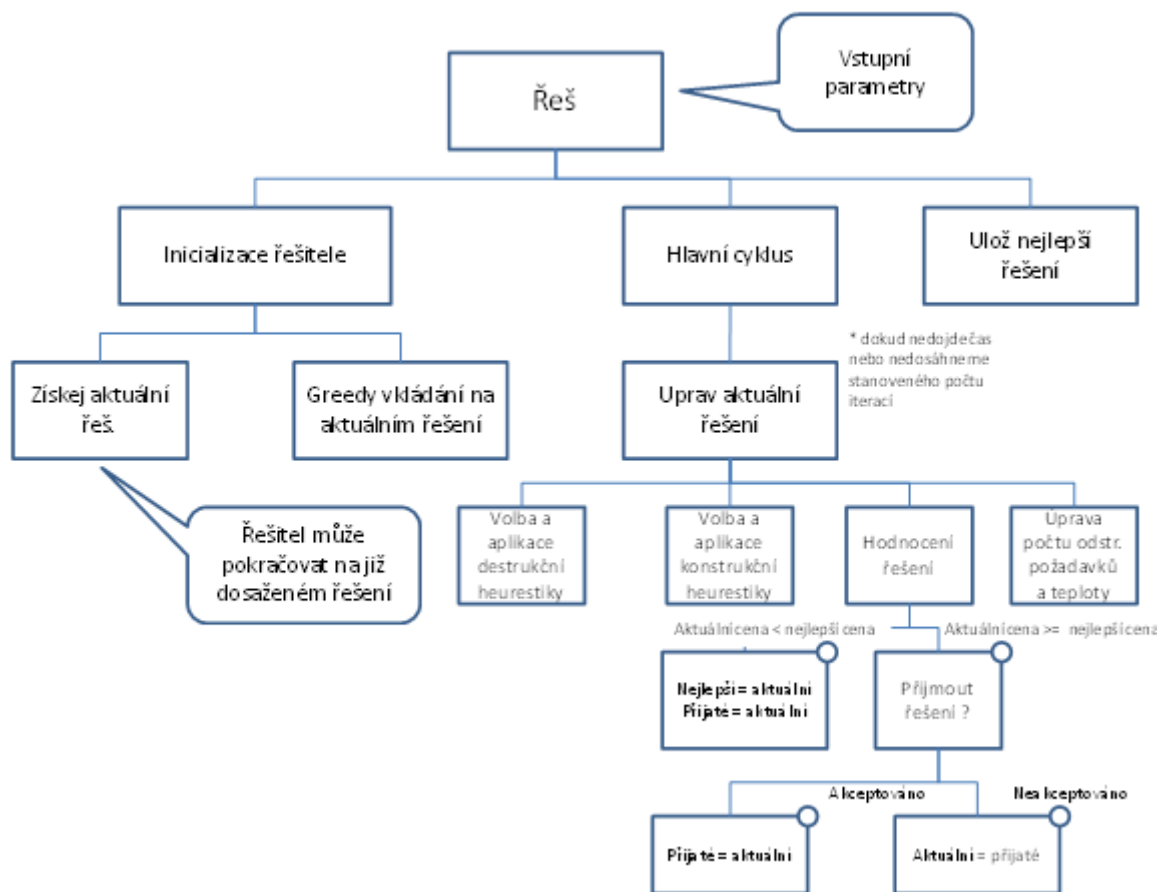 Řeš
Vstupní
parametry
Inicializace řešitele
Hlavní cyklus
Ulož nejlepší
řešení
* dokud nedojde čas
nebo nedosáhneme
stanoveného počtu
iterací
Získej aktuální
řeš.
Greedy vkládání na
aktuálním řešení
Uprav aktuální
řešení
Řešitel může
pokračovat na již
dosaženém řešení
Volba a
aplikace
destrukční
heurestiky
Volba a
aplikace
konstrukční
heurestiky
Hodnocení
řešení
Úprava
počtu odstr.
požadavků
a teploty
Aktuální cena < nejlepší cena
Aktuální cena >= nejlepší cena
Nejlepší = aktuální
Přijaté = aktuální
Přijmout
řešení ?
Akceptováno
Neakceptováno
Přijaté = aktuální
Aktuální = přijaté